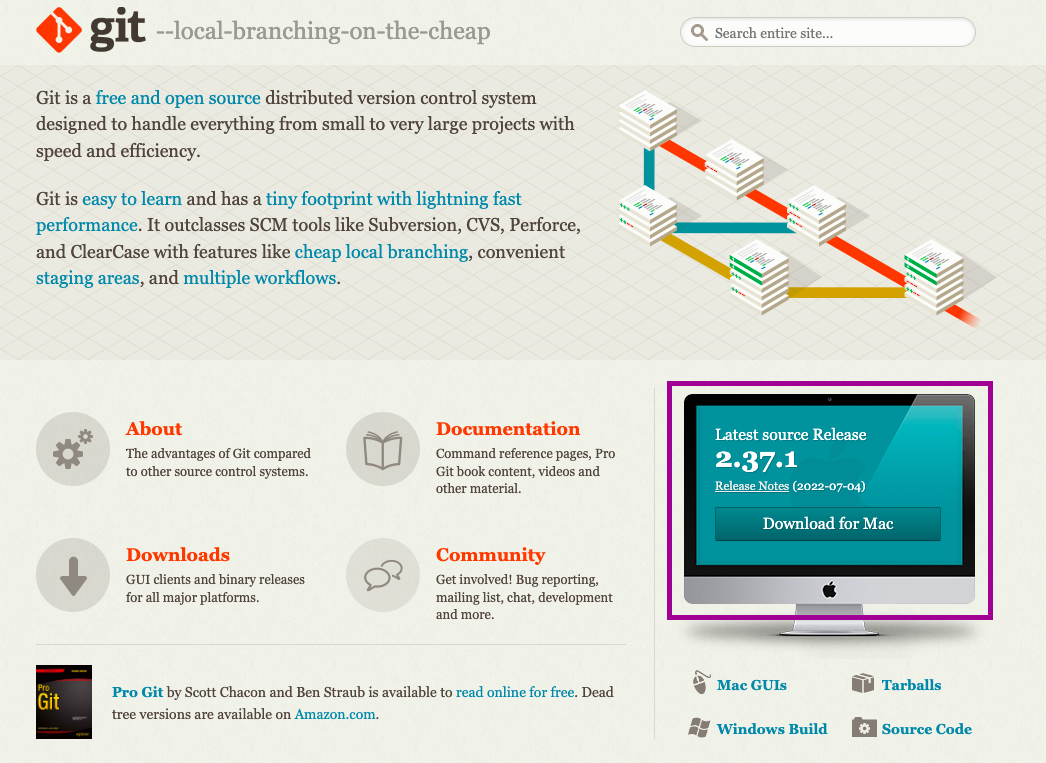 git --local-branching-on-the-cheap
Search entire site...
Git is a free and open source distributed version control system
designed to handle everything from small to very large projects with
speed and efficiency.
Git is easy to learn and has a tiny footprint with lightning fast
performance. It outclasses SCM tools like Subversion, CVS, Perforce,
and ClearCase with features like cheap local branching, convenient
staging areas, and multiple workflows.
About
The advantages of Git compared
to other source control systems.
Documentation
Command reference pages, Pro
Git book content, videos and
other material.
Downloads
GUI clients and binary releases
for all major platforms.
Community
Get involved! Bug reporting,
mailing list, chat, development
and more.
Pro
Git
Pro Git by Scott Chacon and Ben Straub is available to read online for free. Dead
tree versions are available on Amazon.com.
Latest source Release
2.37.1
Release Notes (2022-07-04)
Download for Mac
Mac GUIs
Tarballs
Windows Build
Source Code